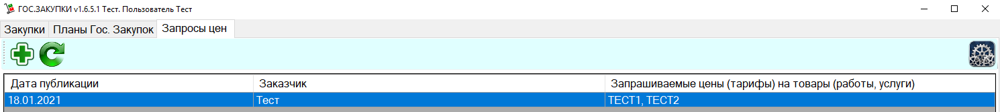 ГОС.ЗАКУПКИ v1.6.5.1 Тест. Пользователь Тест
Закупки Планы Гос. Закупок Запросы цен
Дата публикации Заказчик Запрашиваемые цены (тарифы) на товары (работы, услуги)
18.01.2021 Тест ТЕСТ1, ТЕСТ2